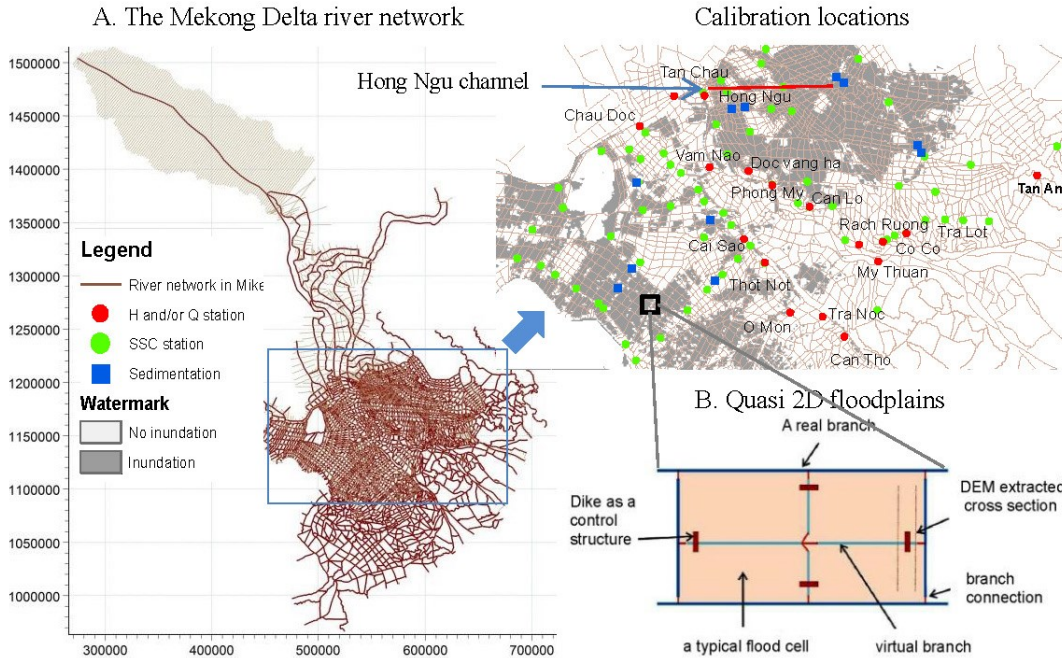 A. The Mekong Delta river network
1500000
1450000
1400000
1350000
1300000
1250000
1200000
1150000
1100000
1050000
1000000
300000
400000
500000
600000
700000
Legend
River network in Mike
H and/or Q station
SSC station
Sedimentation
Watermark
No inundation
Inundation
Calibration locations
Hong Ngu channel
Tan Chau
Hong Ngu
Chau Doc
Vam Nao
Doc vang ha
Phong My
Can Lo
Tan An
Rach Ruong
Tra Lot
Co Co
Cai Sao
My Thuan
Thot Not
O Mon
Tra Noc
Can Tho
B. Quasi 2D floodplains
A real branch
Dike as a
control
structure
DEM extracted
cross section
branch
connection
a typical flood cell
virtual branch